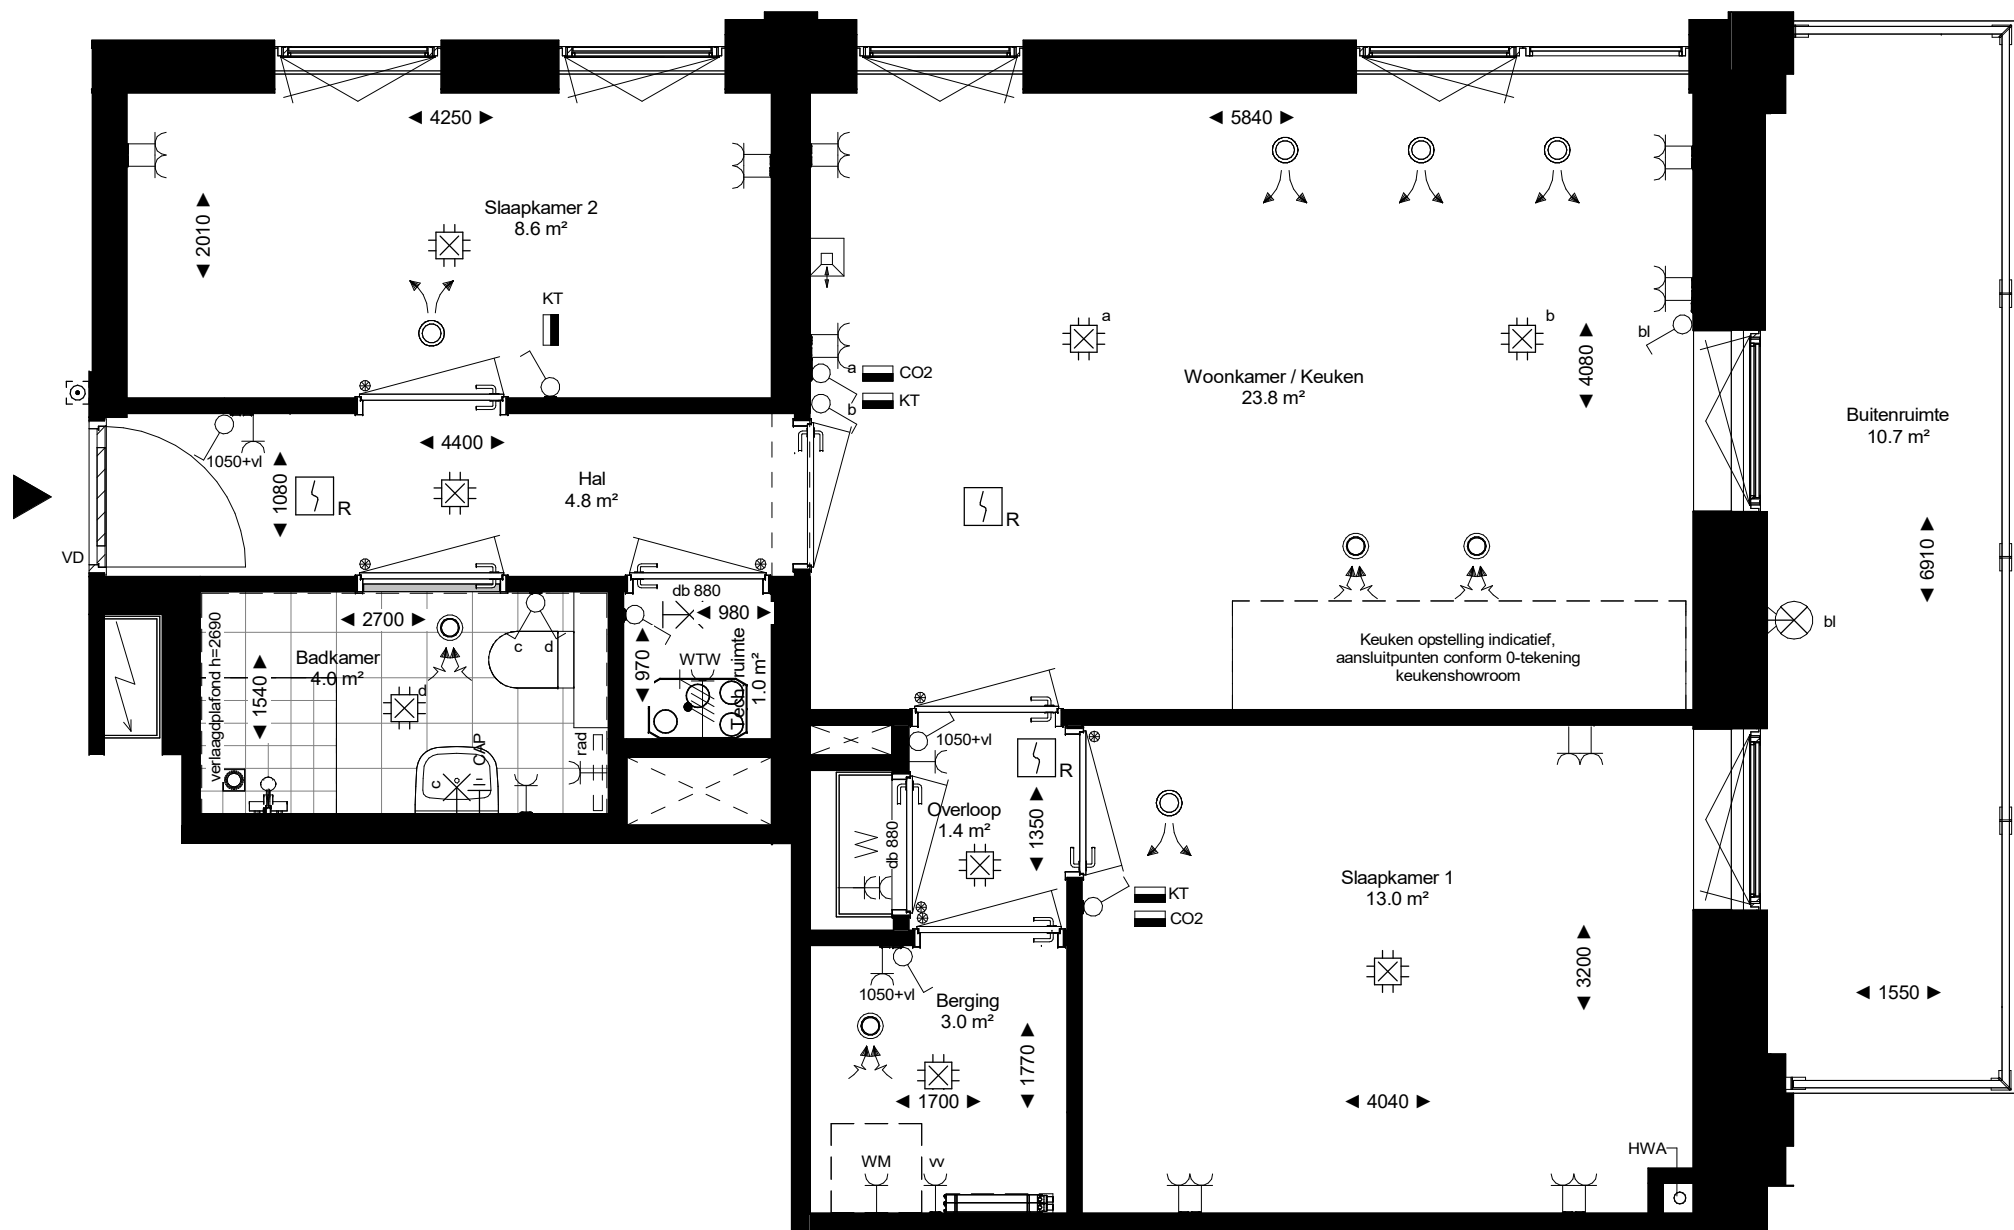 4250
5840
2010
Slaapkamer 2
8.6 m²
KT
a
b
bl
4080
a
CO2
KT
b
Woonkamer / Keuken
23.8 m²
Buitenruimte
10.7 m²
4400
1050+vl
1080
R
Hal
4.8 m²
R
VD
6910
db 880
980
2700
verlaagdplafond h=2690
Badkamer
4.0 m²
c
d
970
WTW
Tech. ruimte
1.0 m²
1540
d
bl
Keuken opstelling indicatief,
aansluitpunten conform 0-tekening
keukenshowroom
CAP
rad
c
1050+vl
R
Overloop
1.4 m²
1350
W
db 880
Slaapkamer 1
13.0 m²
KT
CO2
3200
1550
1050+vl
Berging
3.0 m²
1770
1700
4040
WM
vv
HWA